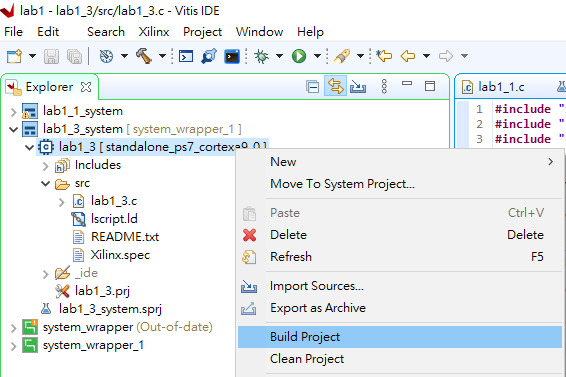 lab1 - lab1_3/src/lab1_3.c - Vitis IDE
File Edit Search Xilinx Project Window Help
Explorer
lab1_1.c
lab1_1_system
lab1_3_system [ system_wrapper_1 ]
lab1_3 [ standalone_ps7_cortexa9_0 ]
Includes
src
lab1_3.c
lscript.ld
README.txt
Xilinx.spec
_ide
lab1_3.prj
lab1_3_system.sprj
system_wrapper (Out-of-date)
system_wrapper_1
1 #include "
2 #include "
3 #include "
New
Move To System Project...
Paste Ctrl+V
Delete Delete
Refresh F5
Import Sources...
Export as Archive
Build Project
Clean Project